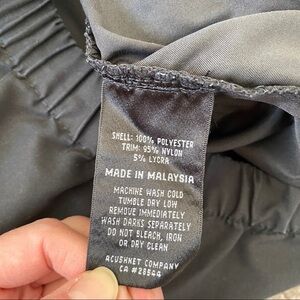 SHELL: 100% POLYESTER
TRIM: 95% NYLON
5% LYCRA
MADE IN MALAYSIA
MACHINE WASH COLD
TUMBLE DRY LOW
REMOVE IMMEDIATELY
WASH DARKS SEPARATELY
DO NOT BLEACH, IRON
OR DRY CLEAN
ACUSHNET COMPANY
CA #28564